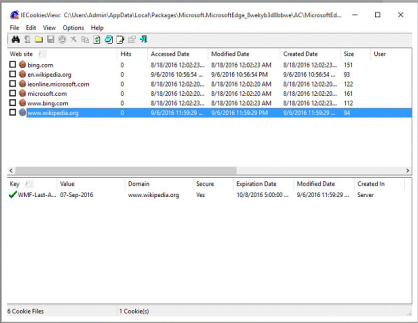 IECookiesView: C:\Users\Admin\AppData\Local\Packages\Microsoft.MicrosoftEdge_8wekyb3d8bbwe\AC\MicrosoftEd...
File Edit View Options Help
Web site Hits Accessed Date Modified Date Created Date Size User
bing.com 0 8/18/2016 12:02:23... 8/18/2016 12:02:23 AM 8/18/2016 12:02:23... 151
en.wikipedia.org 0 9/6/2016 10:56:54 ... 9/6/2016 10:56:54 PM 9/6/2016 10:56:54 ... 93
ieonline.microsoft.com 0 8/18/2016 12:02:20... 8/18/2016 12:02:20 AM 8/18/2016 12:02:20... 122
microsoft.com 0 8/18/2016 12:02:23... 8/18/2016 12:02:23 AM 8/18/2016 12:02:20... 161
www.bing.com 0 8/18/2016 12:02:23... 8/18/2016 12:02:23 AM 8/18/2016 12:02:23... 112
www.wikipedia.org 0 9/6/2016 11:59:29 ... 9/6/2016 11:59:29 PM 9/6/2016 11:59:29 ... 94
Key Value Domain Secure Expiration Date Modified Date Created In
WMF-Last-A... 07-Sep-2016 www.wikipedia.org Yes 10/8/2016 5:00:00 ... 9/6/2016 11:59:29 ... Server
6 Cookie Files 1 Cookie(s)